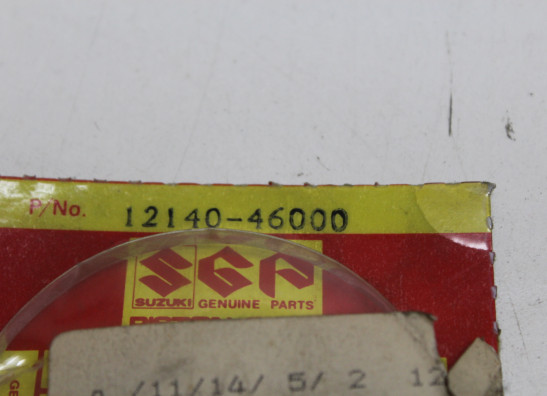 P/No. 12140-46000
SGP
SUZUKI GENUINE PARTS
/11/14/ 5/ 2 12